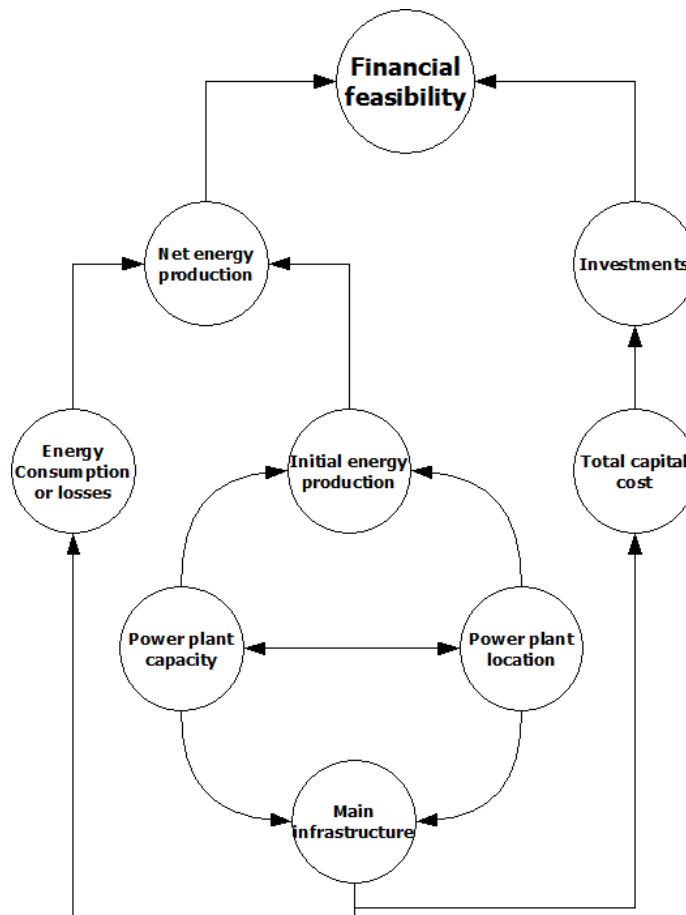 Financial
feasibility
Net energy
production
Investments
Energy
Consumption
or losses
Initial energy
production
Total capital
cost
Power plant
capacity
Power plant
location
Main
infrastructure